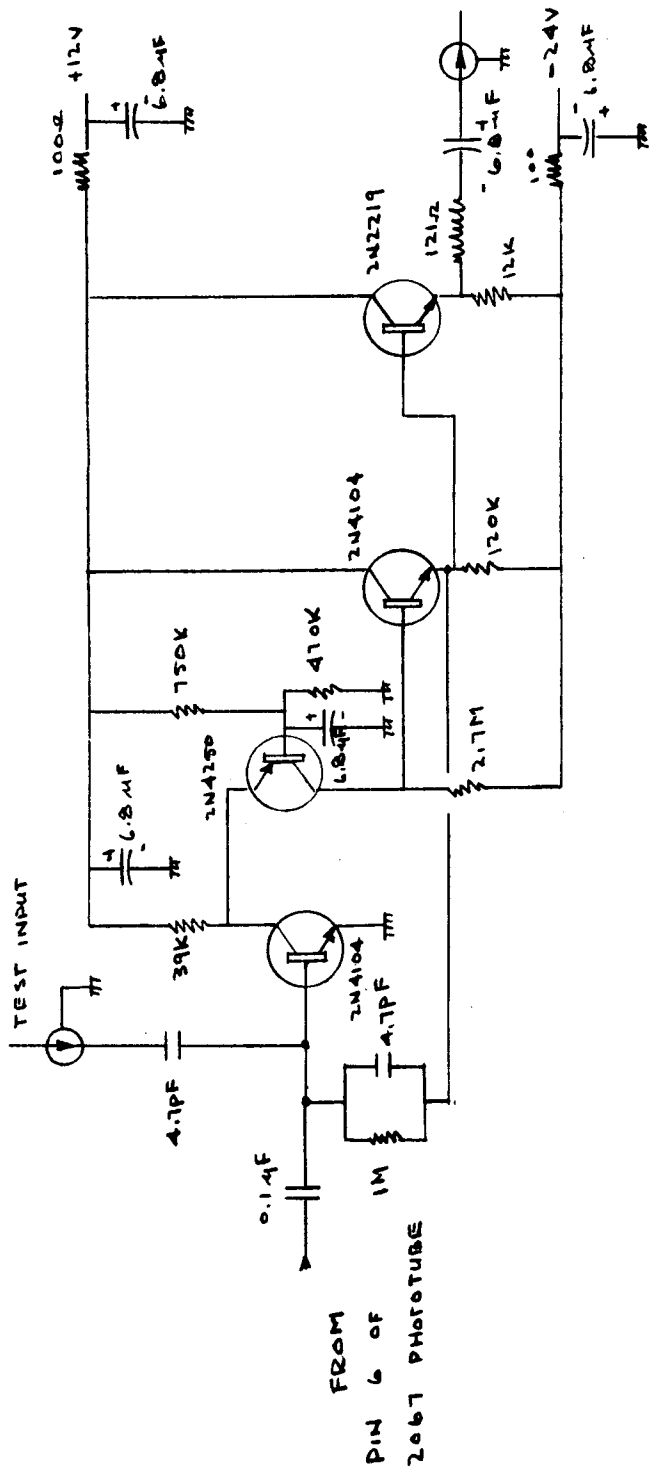 TEST INPUT
4.7pF
0.1µF
FROM
PIN 6 OF
2067 PHOTOTUBE
1M
4.7pF
2N4104
39K
+
6.8µF
-
2N4250
750K
+
6.8µF
-
470K
2.7M
2N4104
120K
2N2219
12K
121Ω
-
6.8µF
+
100Ω
+12V
+
6.8µF
-
100
-24V
-
6.8µF
+